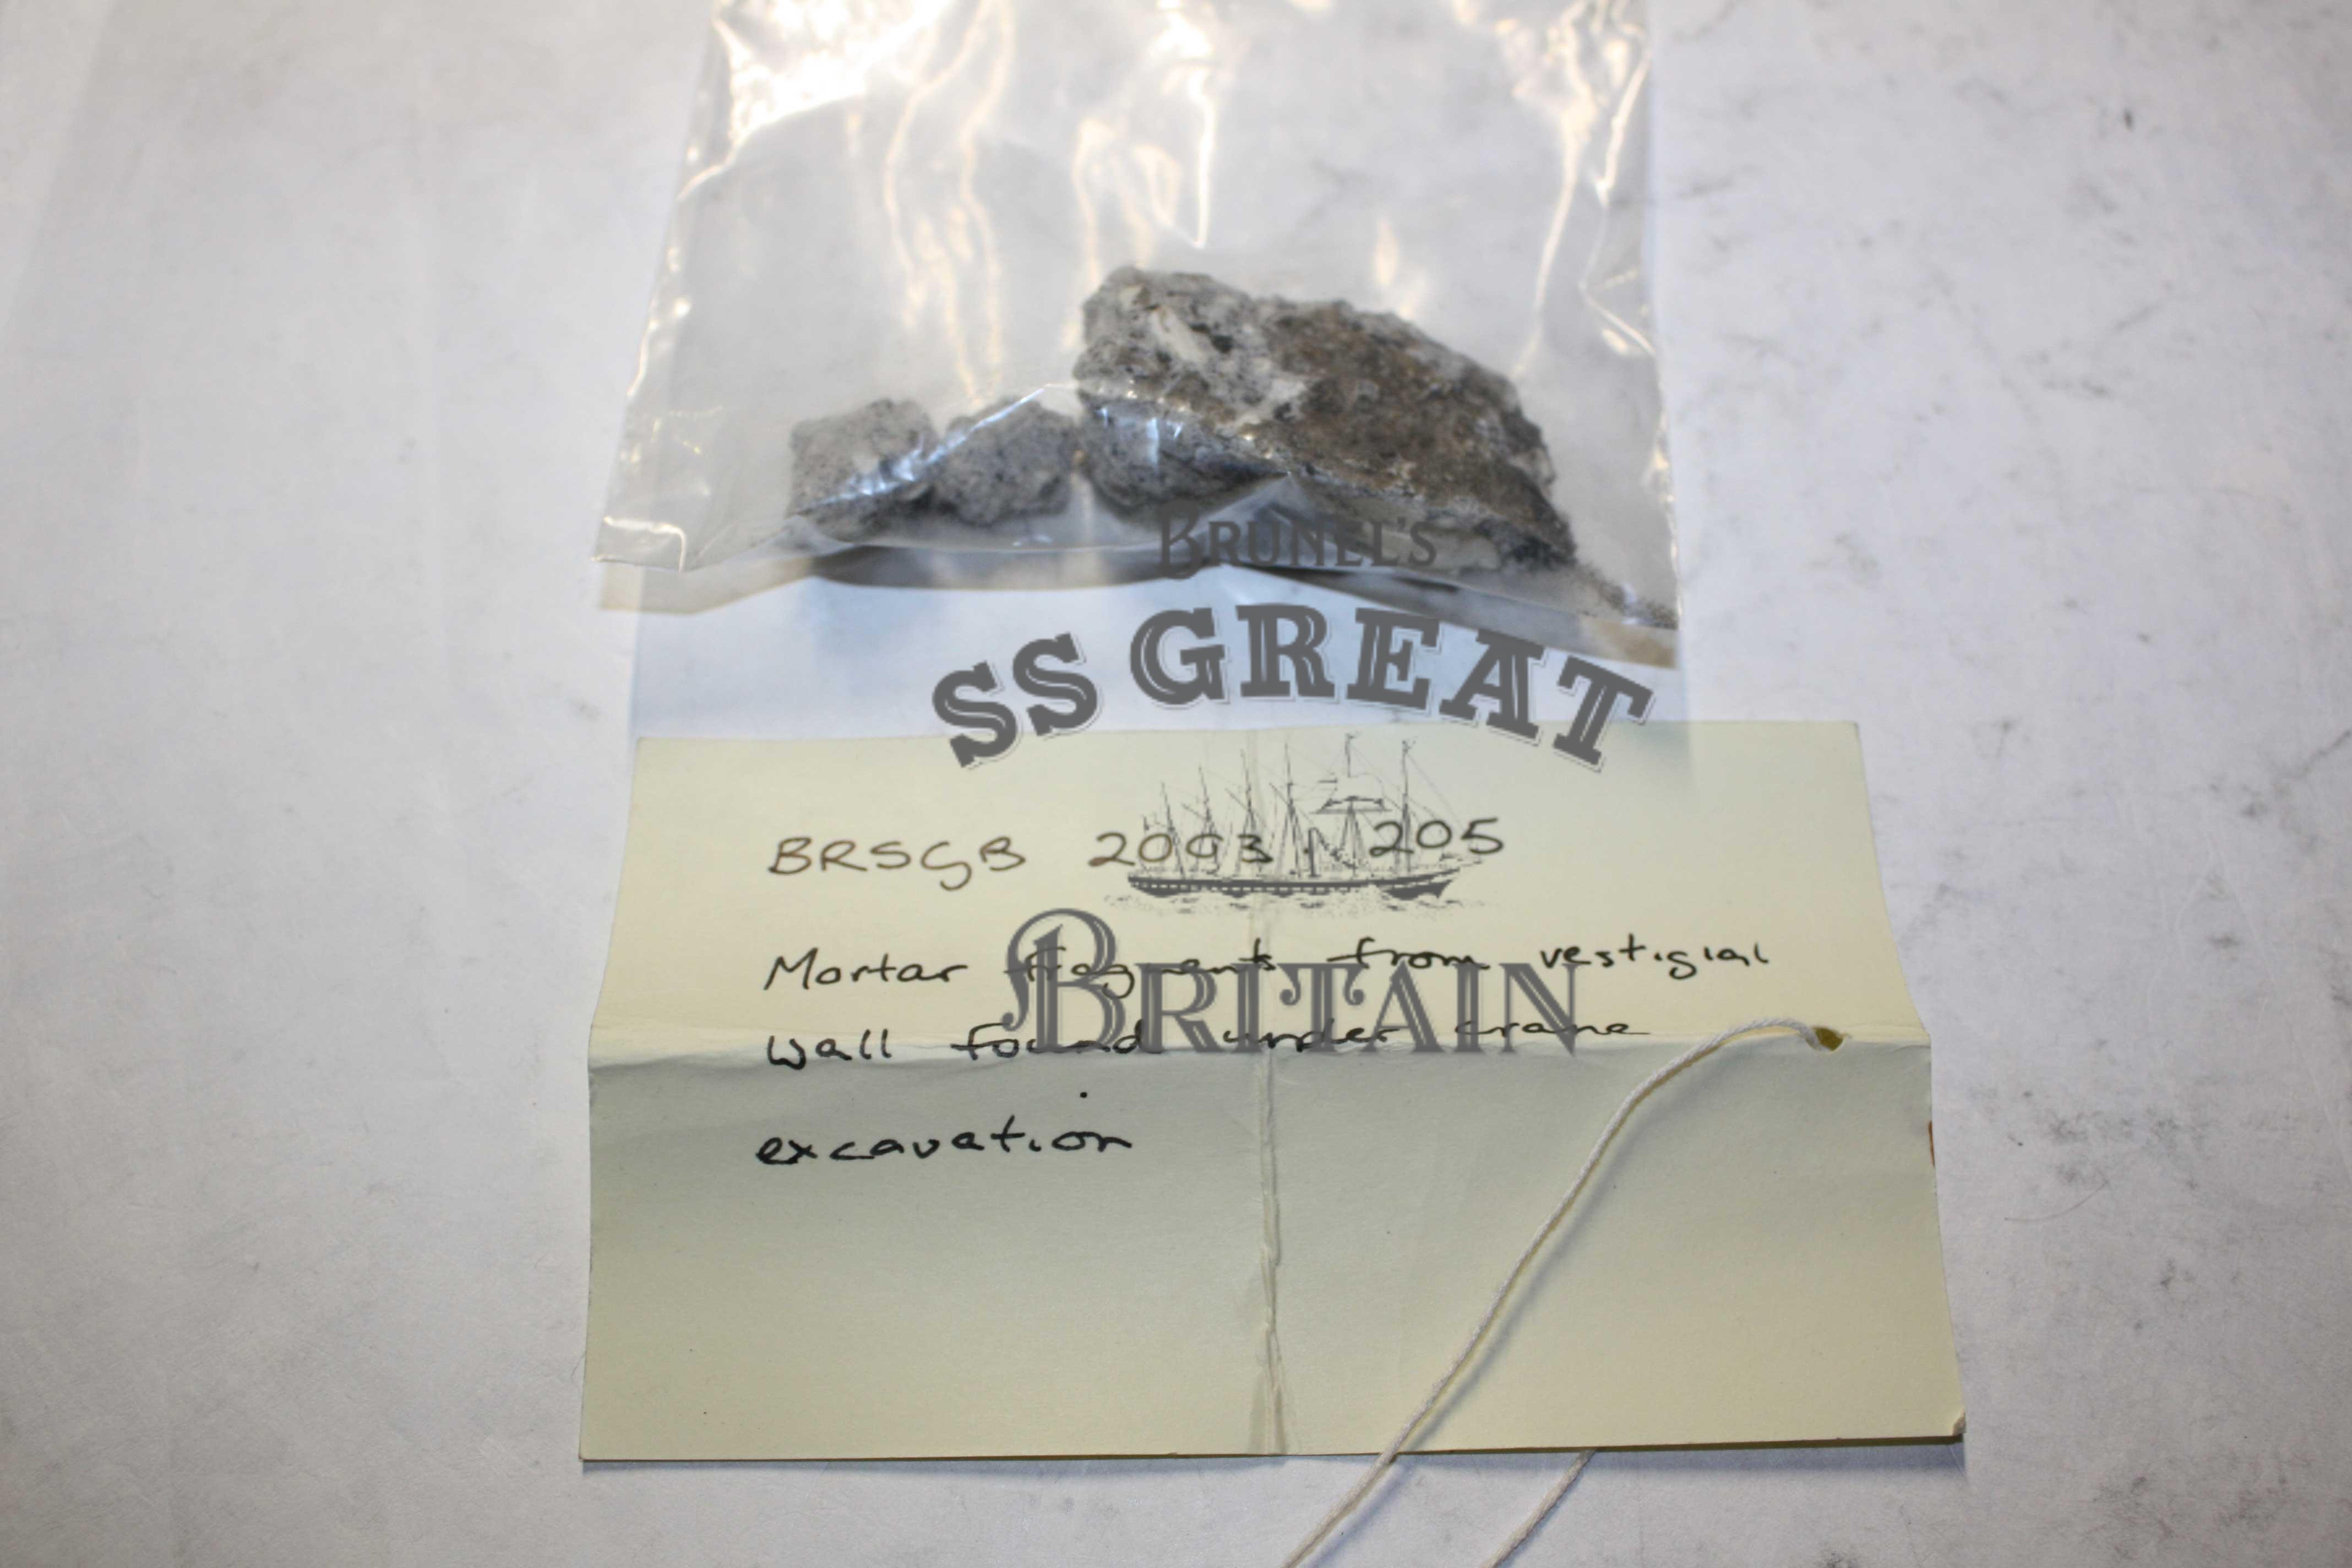 BRUNEL'S
SS GREAT
BRITAIN
BRSGB 2003.205
Mortar fragments from vestigial
wall found under crane
excavation